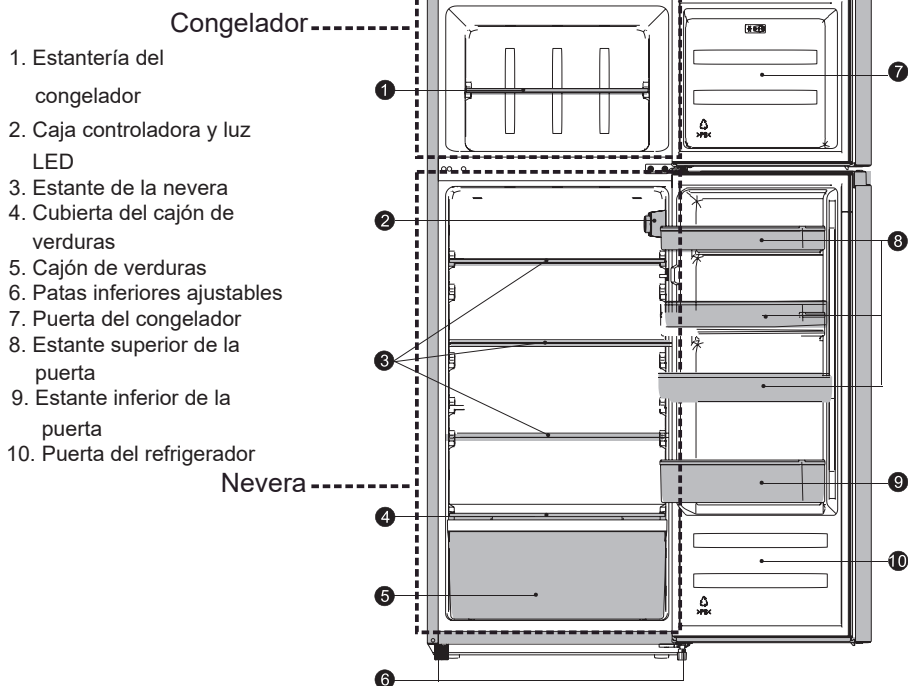 Congelador
1. Estantería del
congelador
2. Caja controladora y luz
LED
3. Estante de la nevera
4. Cubierta del cajón de
verduras
5. Cajón de verduras
6. Patas inferiores ajustables
7. Puerta del congelador
8. Estante superior de la
puerta
9. Estante inferior de la
puerta
10. Puerta del refrigerador
Nevera
1
7
2
8
3
9
4
10
5
6
>PS<
>PS<